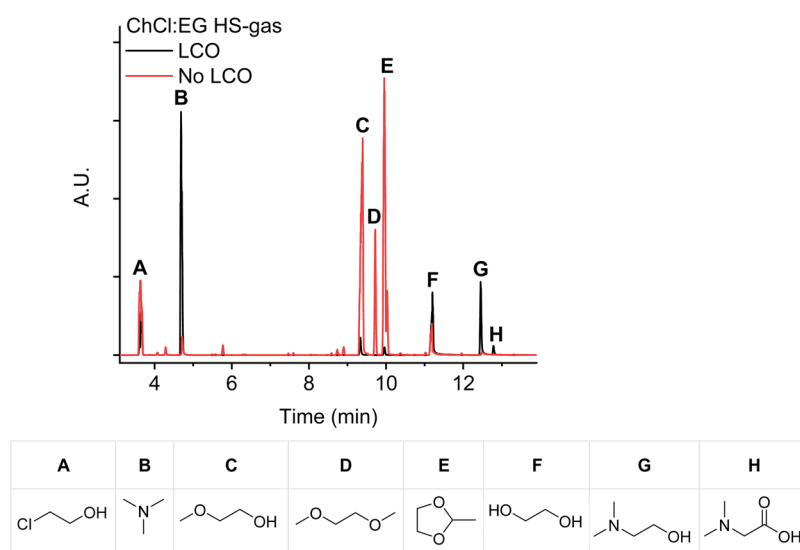 ChCl:EG HS-gas
LCO
No LCO
A.U.
A
B
C
D
E
F
G
H
4 6 8 10 12
Time (min)
A B C D E F G H
Cl OH
N
O OH
O O
O O
HO OH
N OH
N O OH